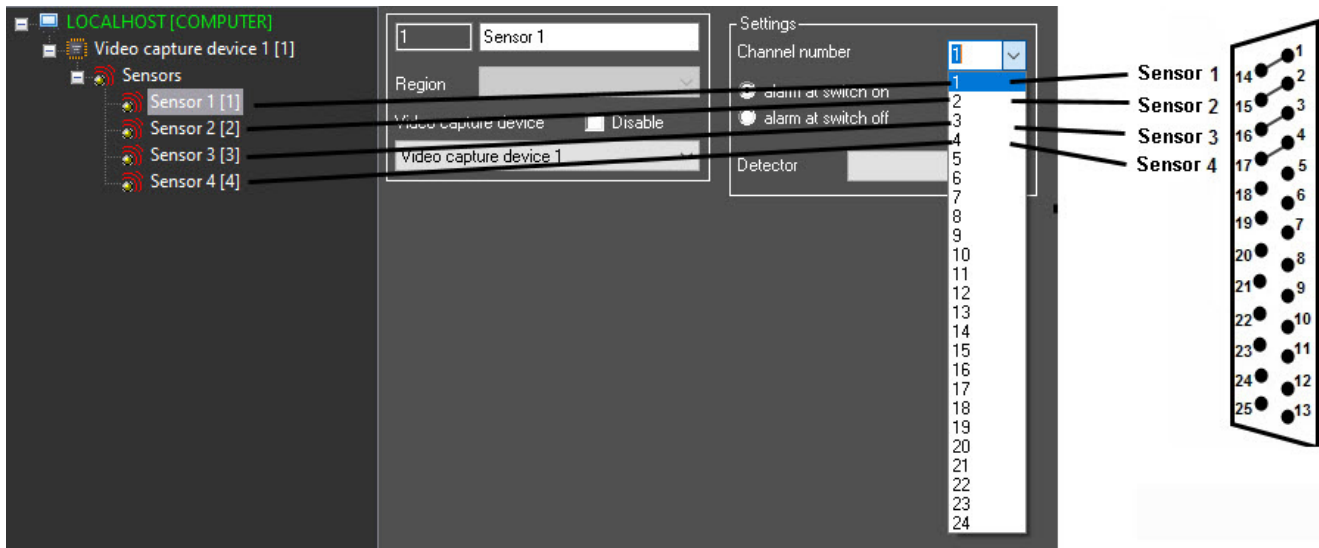 LOCALHOST [COMPUTER]
Video capture device 1 [1]
Sensors
Sensor 1 [1]
Sensor 2 [2]
Sensor 3 [3]
Sensor 4 [4]
1
Sensor 1
Region
Video capture device
Disable
Video capture device 1
Settings
Channel number
1
alarm at switch on
alarm at switch off
Detector
1
2
3
4
5
6
7
8
9
10
11
12
13
14
15
16
17
18
19
20
21
22
23
24
Sensor 1
Sensor 2
Sensor 3
Sensor 4
1
14
2
15
3
16
4
17
5
18
6
19
7
20
8
21
9
22
10
23
11
24
12
25
13